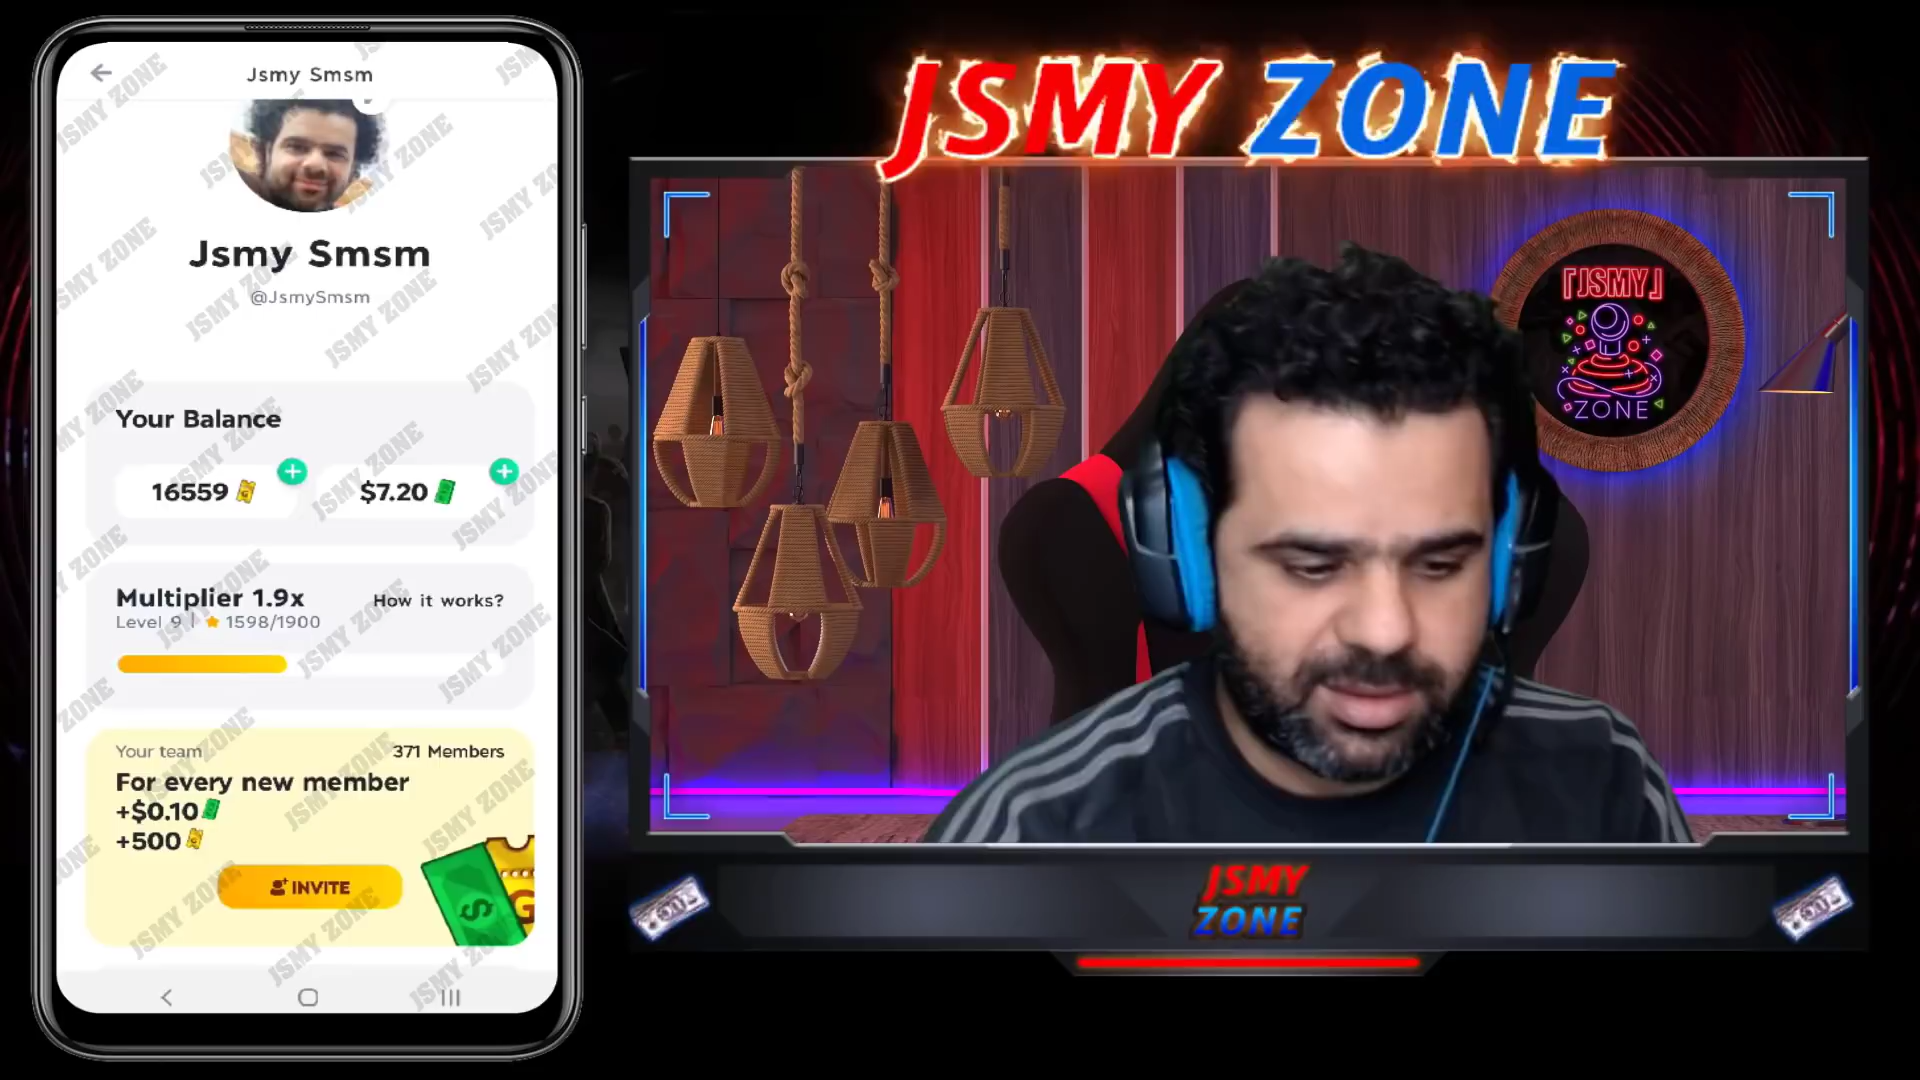 Jsmy Smsm
Jsmy Smsm
@JsmySmsm
Your Balance
16559
$7.20
Multiplier 1.9x
How it works?
Level 9 | 1598/1900
Your team
371 Members
For every new member
+$0.10
+500
INVITE
JSMY ZONE
JSMY
ZONE
JSMY
ZONE
JSMY ZONE